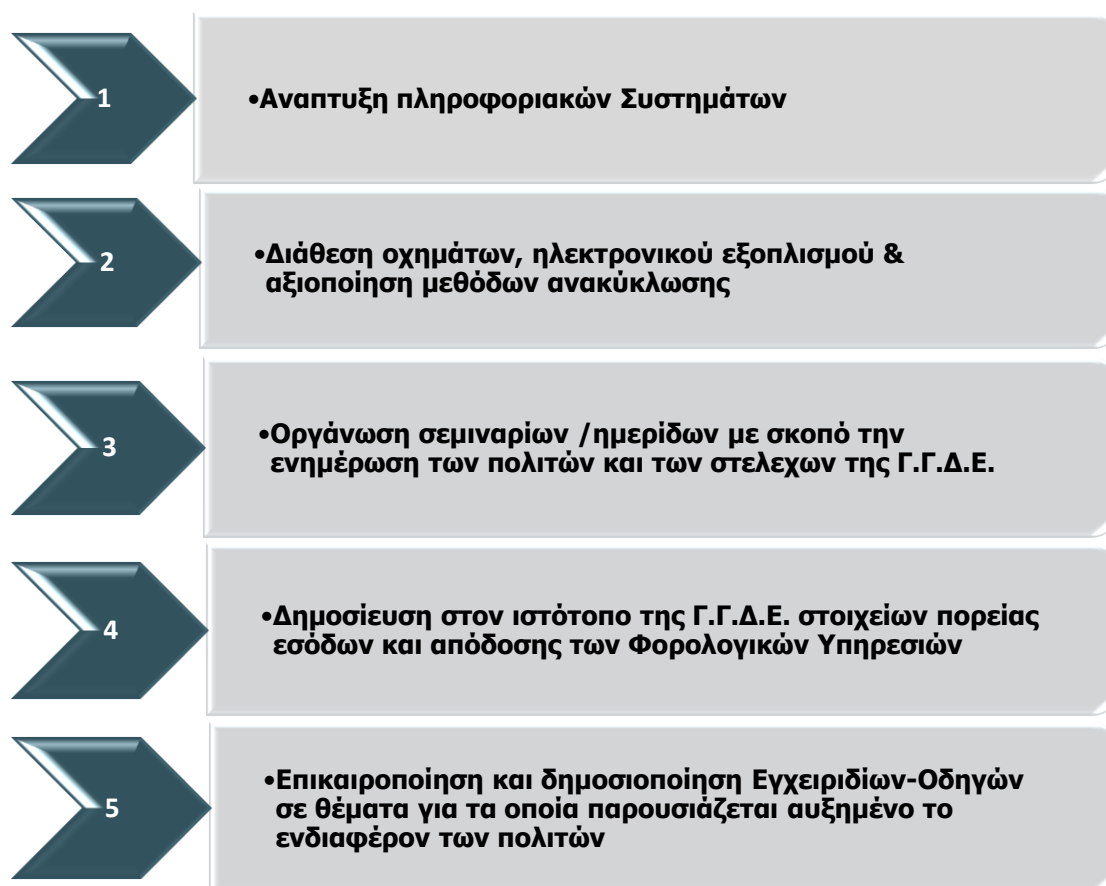 1
•Αναπτυξη πληροφοριακών Συστημάτων
2
•Διάθεση οχημάτων, ηλεκτρονικού εξοπλισμού &
αξιοποίηση μεθόδων ανακύκλωσης
3
•Οργάνωση σεμιναρίων /ημερίδων με σκοπό την
ενημέρωση των πολιτών και των στελεχων της Γ.Γ.Δ.Ε.
4
•Δημοσίευση στον ιστότοπο της Γ.Γ.Δ.Ε. στοιχείων πορείας
εσόδων και απόδοσης των Φορολογικών Υπηρεσιών
5
•Επικαιροποίηση και δημοσιοποίηση Εγχειριδίων-Οδηγών
σε θέματα για τα οποία παρουσιάζεται αυξημένο το
ενδιαφέρον των πολιτών